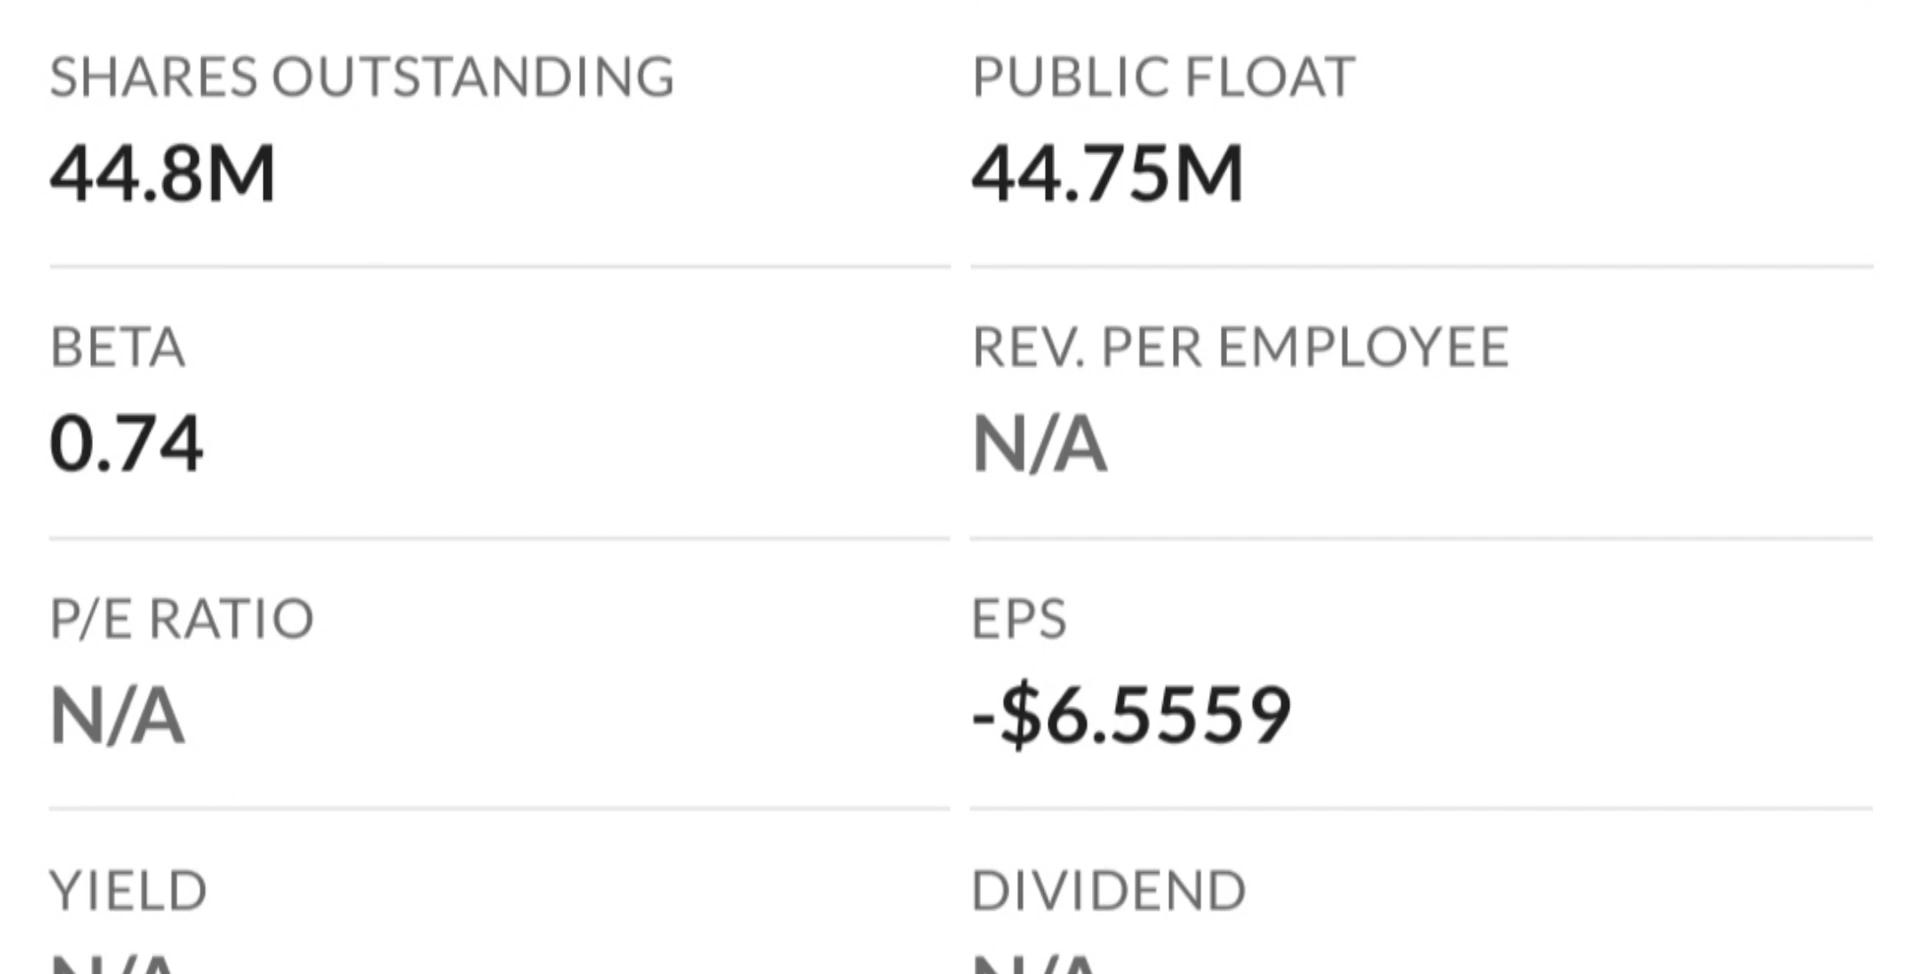 SHARES OUTSTANDING
44.8M
PUBLIC FLOAT
44.75M
BETA
0.74
REV. PER EMPLOYEE
N/A
P/E RATIO
N/A
EPS
-$6.5559
YIELD
N/A
DIVIDEND
N/A